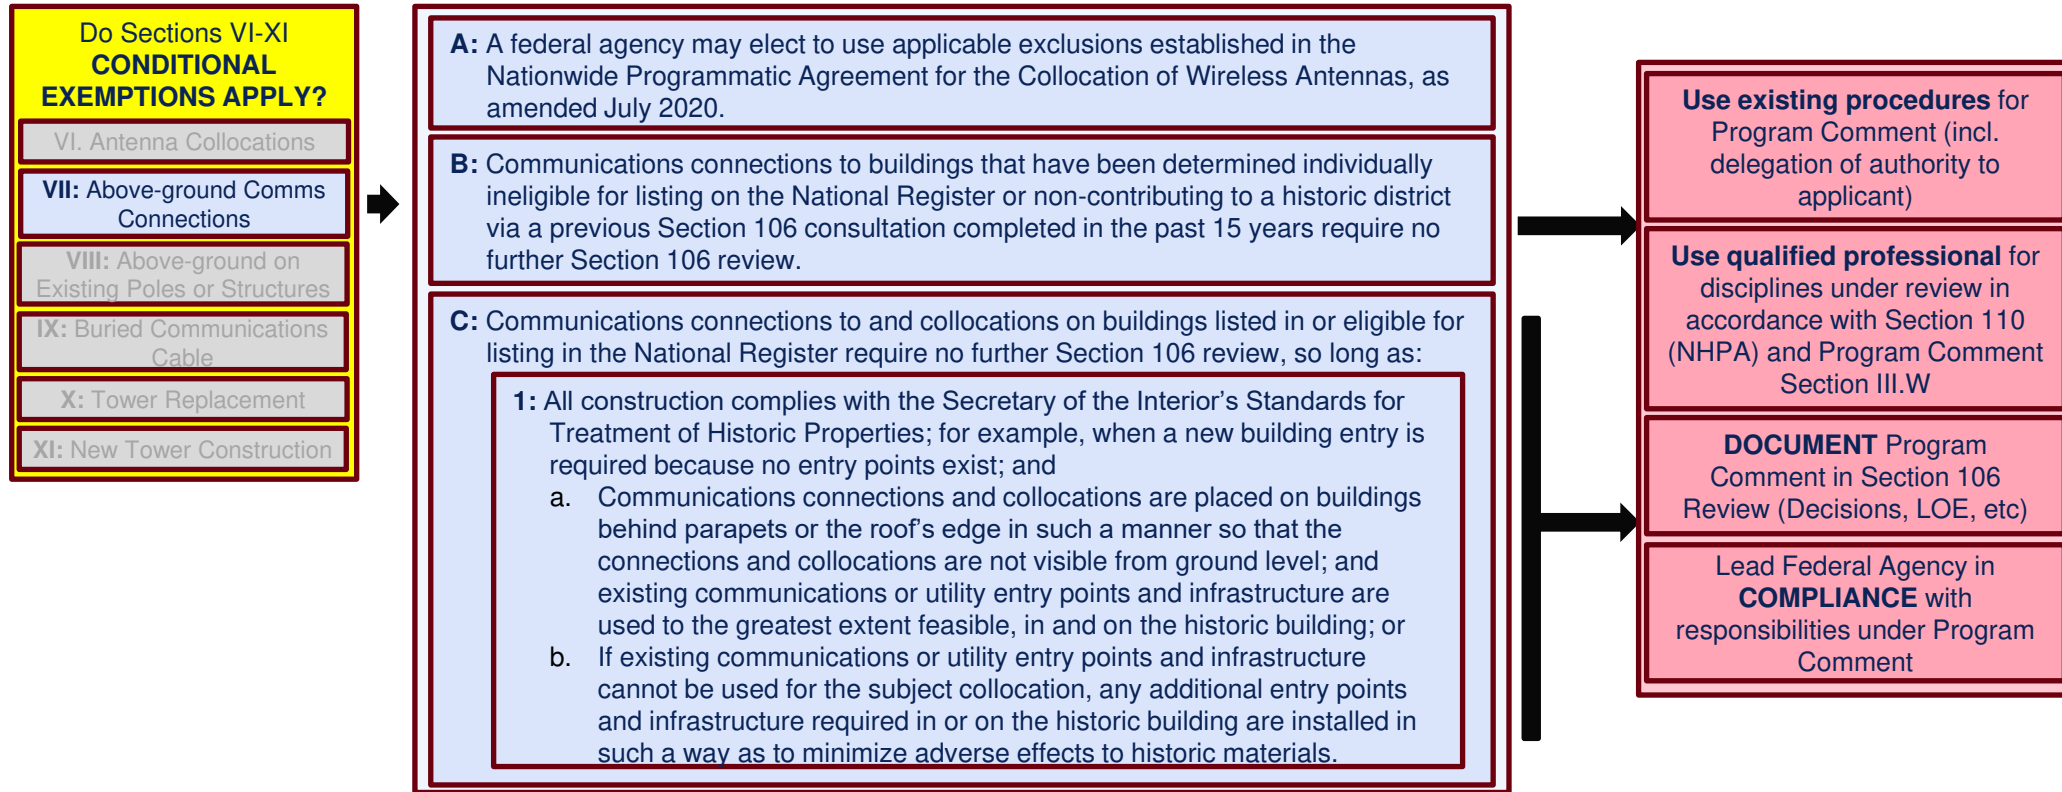 Do Sections VI-XI
CONDITIONAL
EXEMPTIONS APPLY?
VI. Antenna Collocations
VII: Above-ground Comms
Connections
VIII: Above-ground on
Existing Poles or Structures
IX: Buried Communications
Cable
X: Tower Replacement
XI: New Tower Construction
A: A federal agency may elect to use applicable exclusions established in the
Nationwide Programmatic Agreement for the Collocation of Wireless Antennas, as
amended July 2020.
B: Communications connections to buildings that have been determined individually
ineligible for listing on the National Register or non-contributing to a historic district
via a previous Section 106 consultation completed in the past 15 years require no
further Section 106 review.
C: Communications connections to and collocations on buildings listed in or eligible for
listing in the National Register require no further Section 106 review, so long as:
1: All construction complies with the Secretary of the Interior's Standards for
Treatment of Historic Properties; for example, when a new building entry is
required because no entry points exist; and
a. Communications connections and collocations are placed on buildings
behind parapets or the roof's edge in such a manner so that the
connections and collocations are not visible from ground level; and
existing communications or utility entry points and infrastructure are
used to the greatest extent feasible, in and on the historic building; or
b. If existing communications or utility entry points and infrastructure
cannot be used for the subject collocation, any additional entry points
and infrastructure required in or on the historic building are installed in
such a way as to minimize adverse effects to historic materials.
Use existing procedures for
Program Comment (incl.
delegation of authority to
applicant)
Use qualified professional for
disciplines under review in
accordance with Section 110
(NHPA) and Program Comment
Section III.W
DOCUMENT Program
Comment in Section 106
Review (Decisions, LOE, etc)
Lead Federal Agency in
COMPLIANCE with
responsibilities under Program
Comment